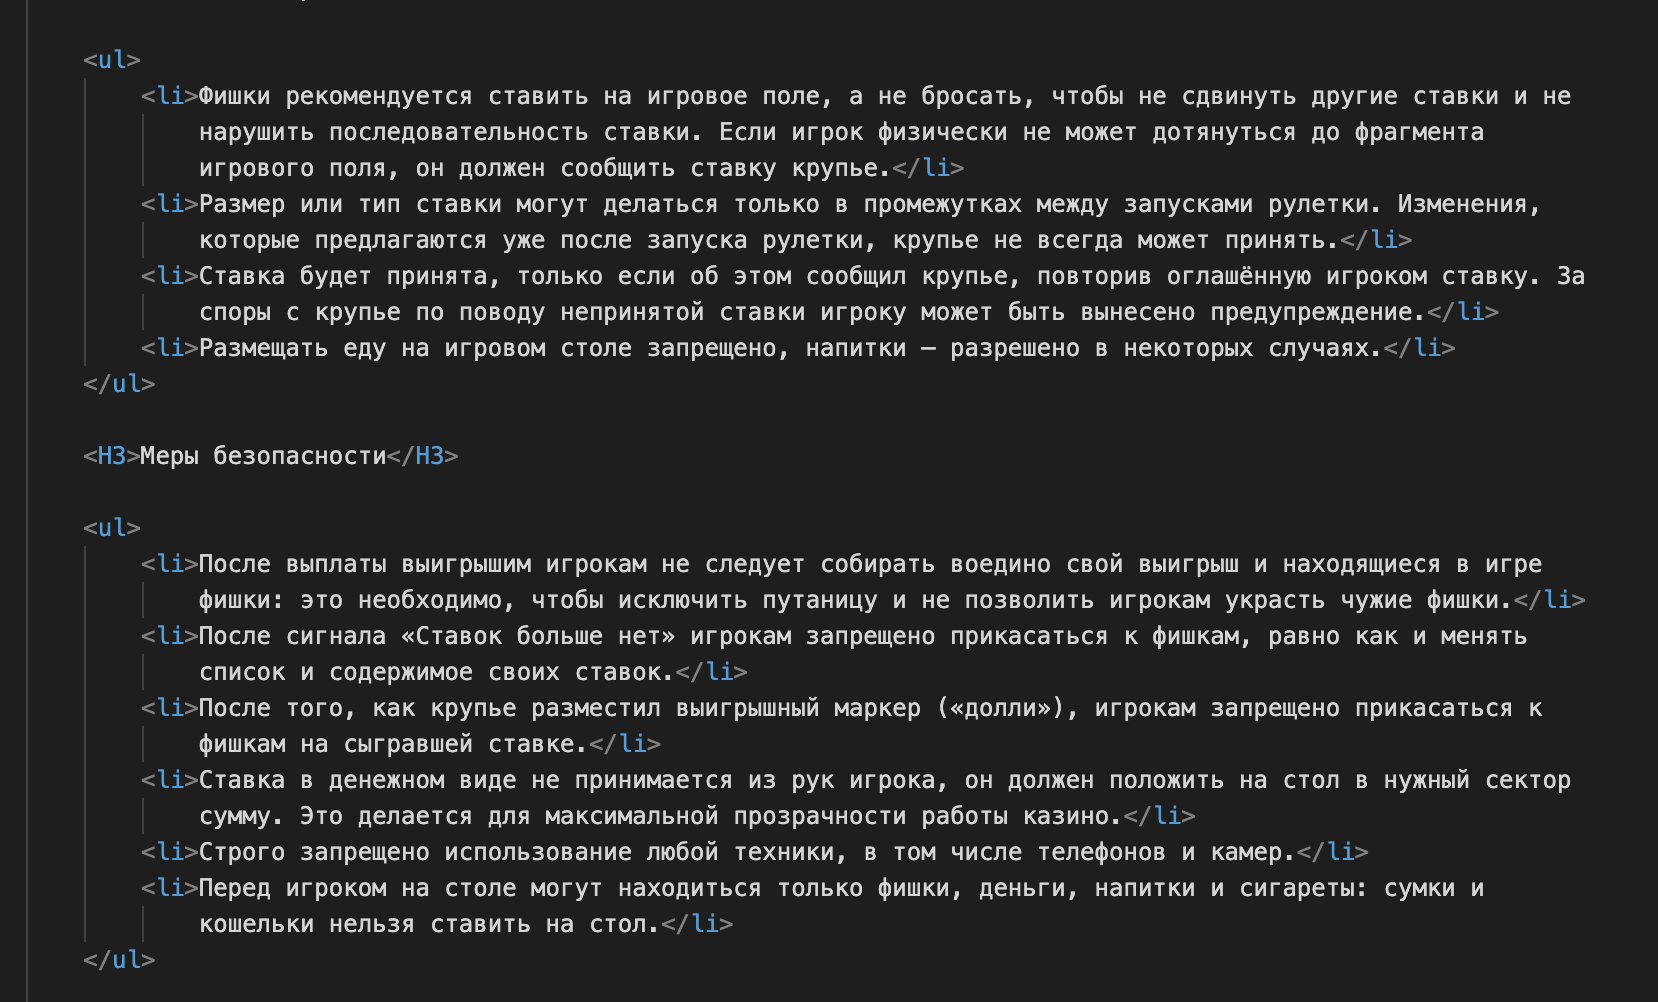 <ul>
<li>Фишки рекомендуется ставить на игровое поле, а не бросать, чтобы не сдвинуть другие ставки и не
нарушить последовательность ставки. Если игрок физически не может дотянуться до фрагмента
игрового поля, он должен сообщить ставку крупье.</li>
<li>Размер или тип ставки могут делаться только в промежутках между запусками рулетки. Изменения,
которые предлагаются уже после запуска рулетки, крупье не всегда может принять.</li>
<li>Ставка будет принята, только если об этом сообщил крупье, повторив оглашённую игроком ставку. За
споры с крупье по поводу непринятой ставки игроку может быть вынесено предупреждение.</li>
<li>Размещать еду на игровом столе запрещено, напитки – разрешено в некоторых случаях.</li>
</ul>
<H3>Меры безопасности</H3>
<ul>
<li>После выплаты выигрышим игрокам не следует собирать воедино свой выигрыш и находящиеся в игре
фишки: это необходимо, чтобы исключить путаницу и не позволить игрокам украсть чужие фишки.</li>
<li>После сигнала «Ставок больше нет» игрокам запрещено прикасаться к фишкам, равно как и менять
список и содержимое своих ставок.</li>
<li>После того, как крупье разместил выигрышный маркер («долли»), игрокам запрещено прикасаться к
фишкам на сыгравшей ставке.</li>
<li>Ставка в денежном виде не принимается из рук игрока, он должен положить на стол в нужный сектор
сумму. Это делается для максимальной прозрачности работы казино.</li>
<li>Строго запрещено использование любой техники, в том числе телефонов и камер.</li>
<li>Перед игроком на столе могут находиться только фишки, деньги, напитки и сигареты: сумки и
кошельки нельзя ставить на стол.</li>
</ul>